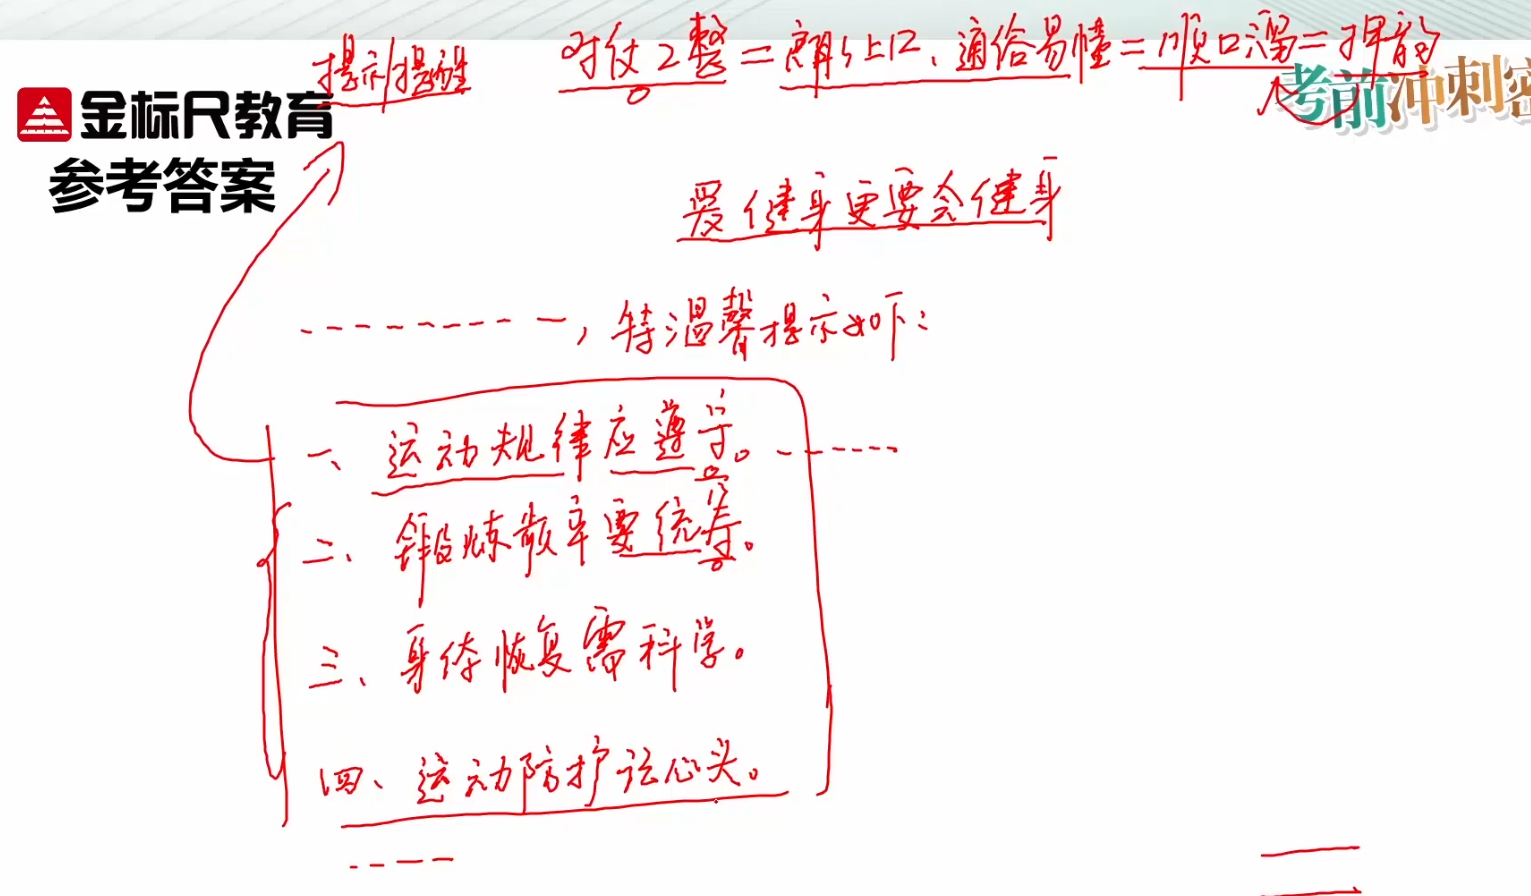 提示/提醒 对仗工整=朗朗上口、通俗易懂=顺口溜=押韵
金标尺教育 考前冲刺密
参考答案
爱健身更要会健身
---------,特温馨提示如下:
一、运动规律应遵守。------
二、锻炼频率要统筹。
三、身体恢复需科学。
四、运动防护记心头。
----